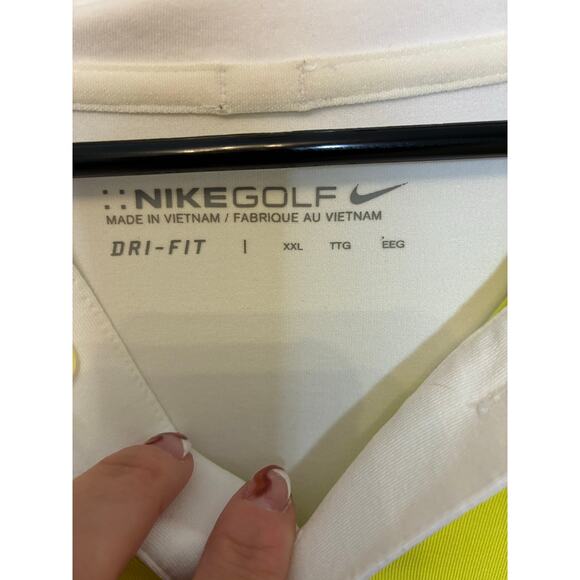 NIKEGOLF
MADE IN VIETNAM / FABRIQUE AU VIETNAM
DRI-FIT | XXL TTG EEG